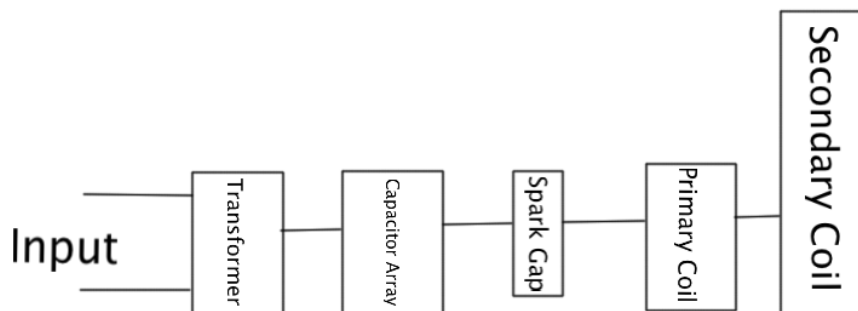 Input
Transformer
Capacitor Array
Spark Gap
Primary Coil
Secondary Coil